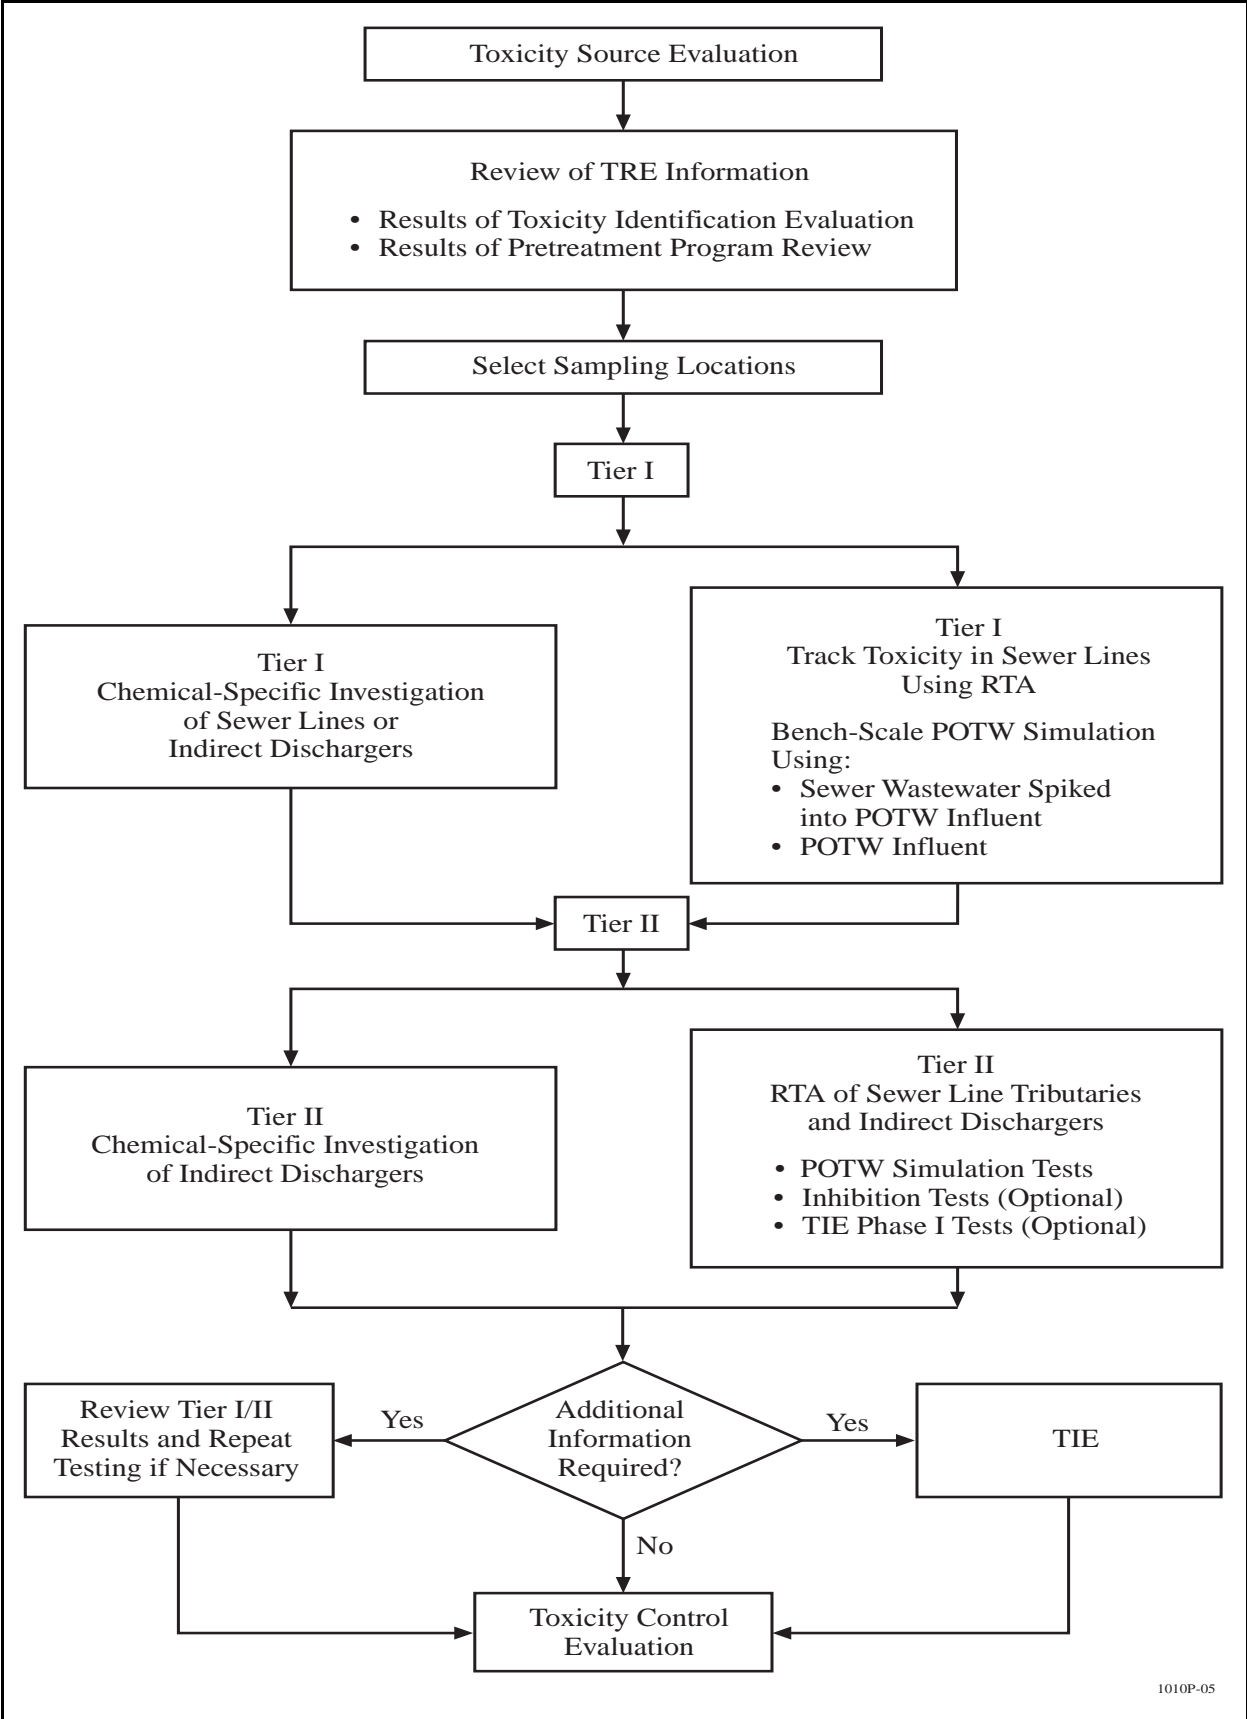 Toxicity Source Evaluation
Review of TRE Information
• Results of Toxicity Identification Evaluation
• Results of Pretreatment Program Review
Select Sampling Locations
Tier I
Tier I
Chemical-Specific Investigation
of Sewer Lines or
Indirect Dischargers
Tier I
Track Toxicity in Sewer Lines
Using RTA
Bench-Scale POTW Simulation
Using:
• Sewer Wastewater Spiked
into POTW Influent
• POTW Influent
Tier II
Tier II
Chemical-Specific Investigation
of Indirect Dischargers
Tier II
RTA of Sewer Line Tributaries
and Indirect Dischargers
• POTW Simulation Tests
• Inhibition Tests (Optional)
• TIE Phase I Tests (Optional)
Review Tier I/II
Results and Repeat
Testing if Necessary
Yes
Additional
Information
Required?
Yes
TIE
No
Toxicity Control
Evaluation
1010P-05